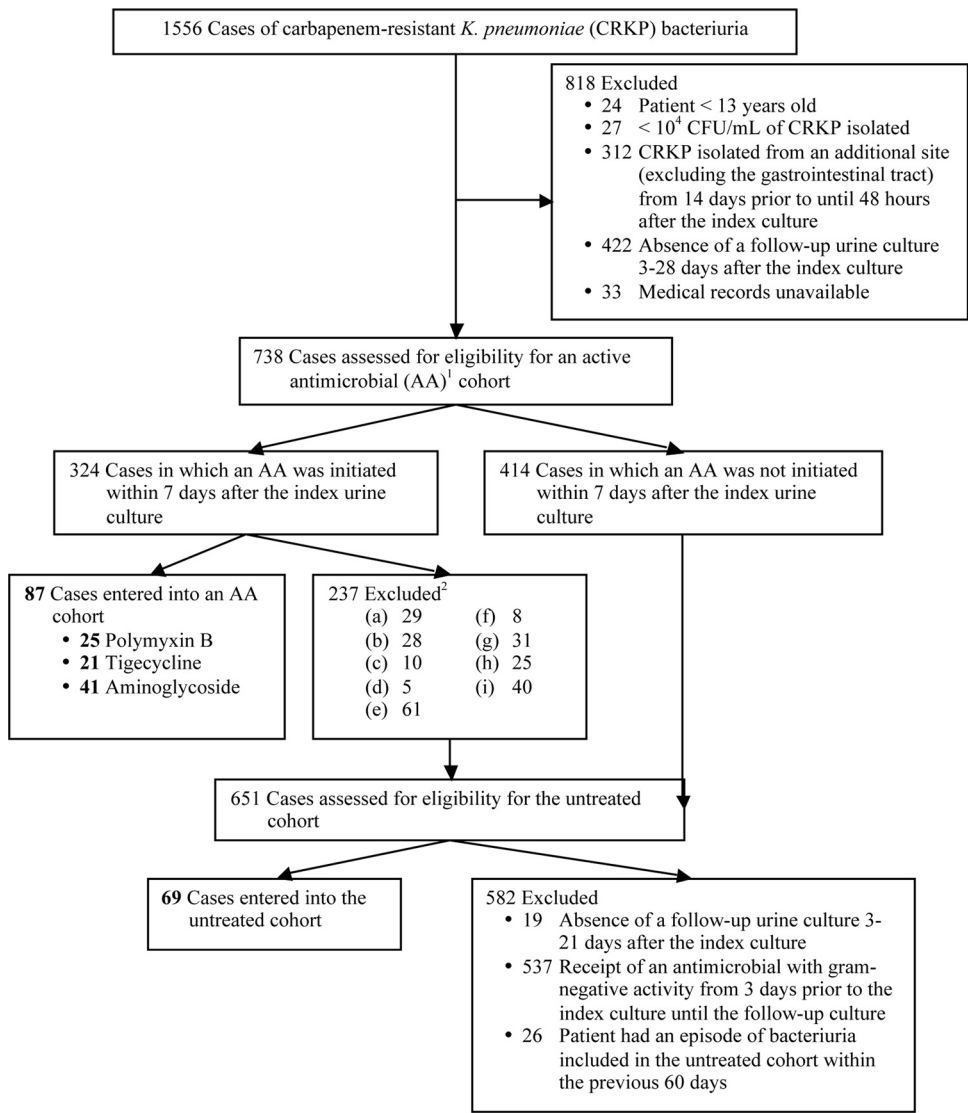 1556 Cases of carbapenem-resistant K. pneumoniae (CRKP) bacteriuria
818 Excluded
• 24 Patient < 13 years old
• 27 < 10^4 CFU/mL of CRKP isolated
• 312 CRKP isolated from an additional site
(excluding the gastrointestinal tract)
from 14 days prior to until 48 hours
after the index culture
• 422 Absence of a follow-up urine culture
3-28 days after the index culture
• 33 Medical records unavailable
738 Cases assessed for eligibility for an active
antimicrobial (AA)^1 cohort
324 Cases in which an AA was initiated
within 7 days after the index urine
culture
414 Cases in which an AA was not initiated
within 7 days after the index urine
culture
87 Cases entered into an AA
cohort
• 25 Polymyxin B
• 21 Tigecycline
• 41 Aminoglycoside
237 Excluded^2
(a) 29 (f) 8
(b) 28 (g) 31
(c) 10 (h) 25
(d) 5 (i) 40
(e) 61
651 Cases assessed for eligibility for the untreated
cohort
69 Cases entered into the
untreated cohort
582 Excluded
• 19 Absence of a follow-up urine culture 3-
21 days after the index culture
• 537 Receipt of an antimicrobial with gram-
negative activity from 3 days prior to the
index culture until the follow-up culture
• 26 Patient had an episode of bacteriuria
included in the untreated cohort within
the previous 60 days